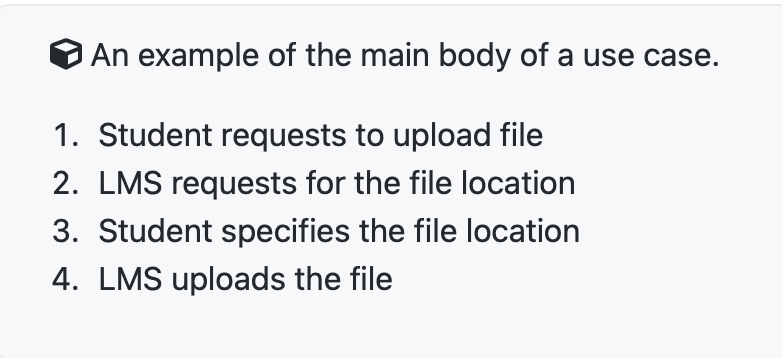 An example of the main body of a use case.
1. Student requests to upload file
2. LMS requests for the file location
3. Student specifies the file location
4. LMS uploads the file